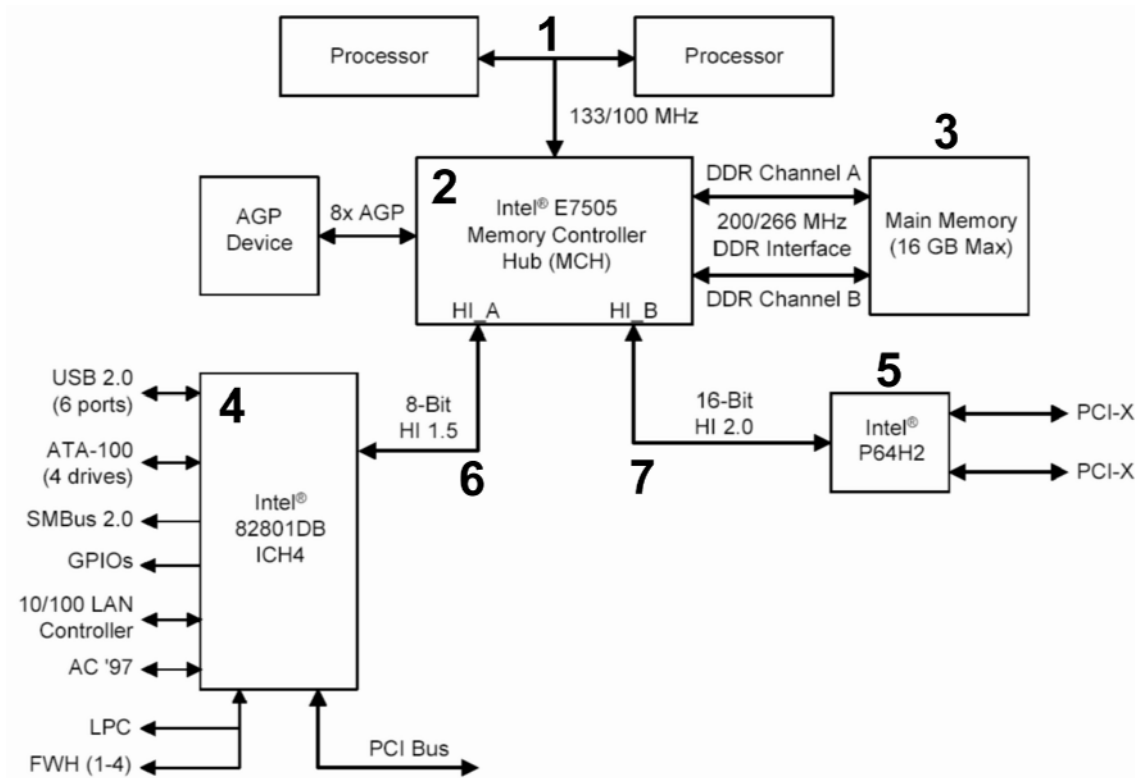 1
Processor
Processor
133/100 MHz
3
2
DDR Channel A
AGP
Device
8x AGP
Intel® E7505
Memory Controller
Hub (MCH)
200/266 MHz
DDR Interface
Main Memory
(16 GB Max)
DDR Channel B
HI_A
HI_B
USB 2.0
(6 ports)
4
8-Bit
HI 1.5
16-Bit
HI 2.0
5
PCI-X
ATA-100
(4 drives)
6
7
Intel®
P64H2
PCI-X
Intel®
82801DB
ICH4
SMBus 2.0
GPIOs
10/100 LAN
Controller
AC '97
LPC
FWH (1-4)
PCI Bus